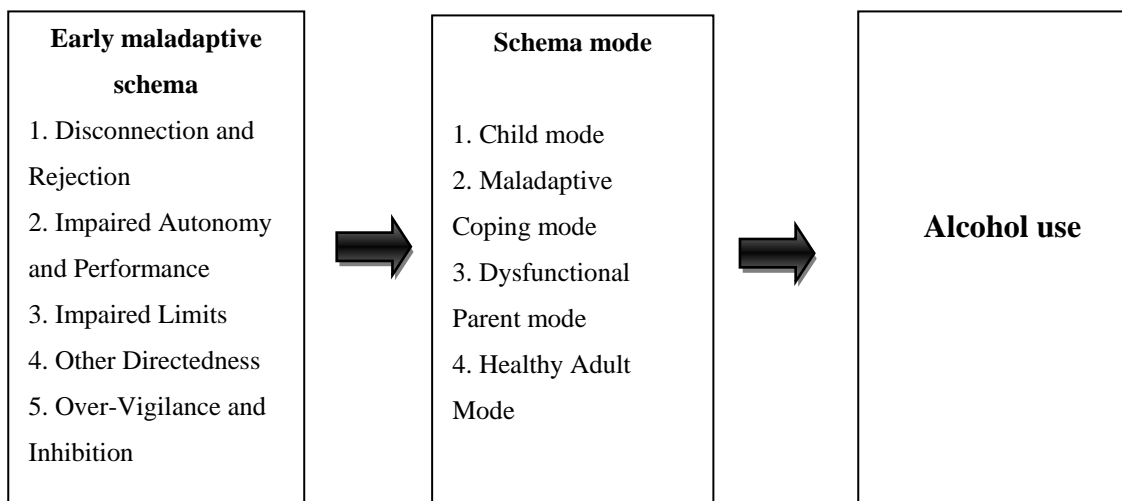 Early maladaptive
schema
1. Disconnection and
Rejection
2. Impaired Autonomy
and Performance
3. Impaired Limits
4. Other Directedness
5. Over-Vigilance and
Inhibition
Schema mode
1. Child mode
2. Maladaptive
Coping mode
3. Dysfunctional
Parent mode
4. Healthy Adult
Mode
Alcohol use